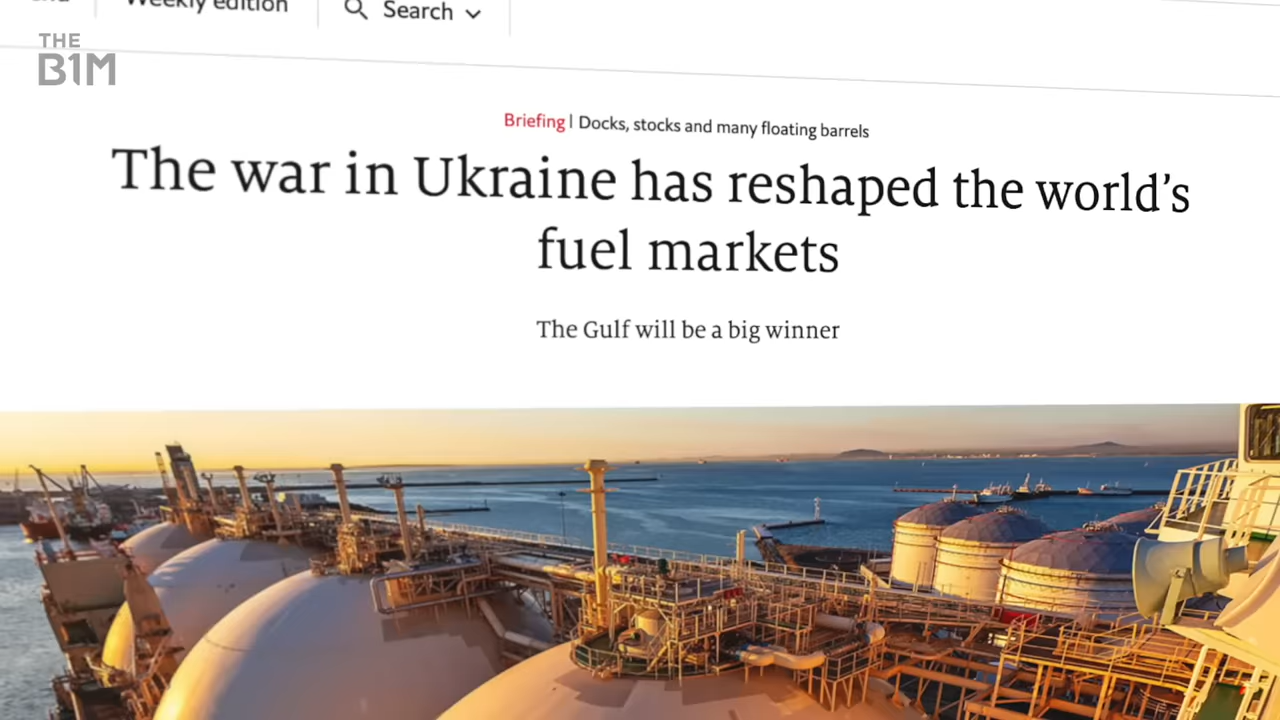 Weekly edition
Search
THE
B1M
Briefing | Docks, stocks and many floating barrels
The war in Ukraine has reshaped the world's
fuel markets
The Gulf will be a big winner